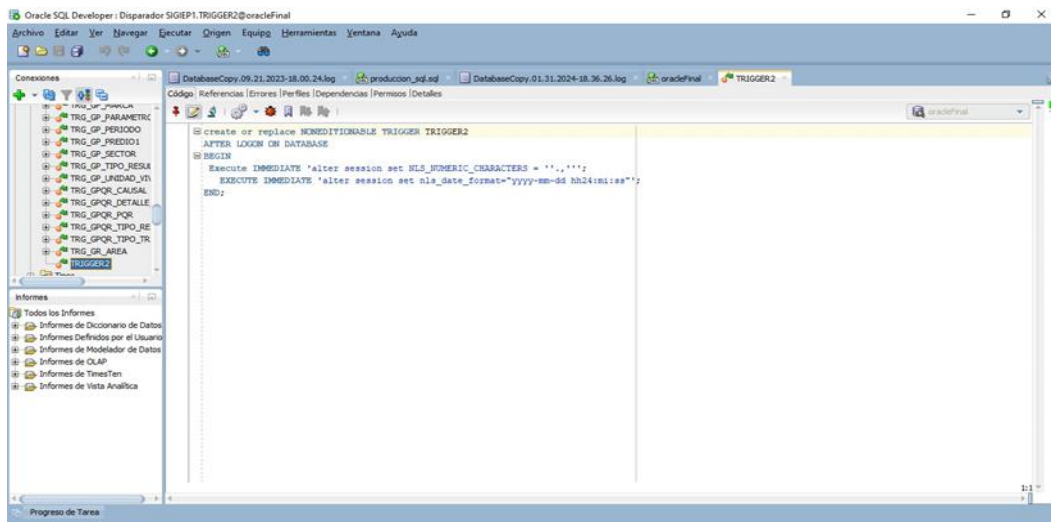 Oracle SQL Developer : Disparador SIGIEP1.TRIGGER2@oracleFinal
Archivo Editar Ver Navegar Ejecutar Origen Equipo Herramientas Ventana Ayuda
Conexiones
DatabaseCopy.09.21.2023-18.00.24.log
produccion_sql.sql
DatabaseCopy.01.31.2024-18.36.26.log
oracleFinal
TRIGGER2
Código Referencias Errores Perfiles Dependencias Permisos Detalles
oracleFinal
TRG_GP_MARCA
TRG_GP_PARAMETRO
TRG_GP_PERIODO
TRG_GP_PREDIO1
TRG_GP_SECTOR
TRG_GP_TIPO_RESUL
TRG_GP_UNIDAD_VIV
TRG_GPQR_CAUSAL
TRG_GPQR_DETALLE
TRG_GPQR_PQR
TRG_GPQR_TIPO_RE
TRG_GPQR_TIPO_TR
TRG_GR_AREA
TRIGGER2
Tipos
create or replace NONEDITIONABLE TRIGGER TRIGGER2
AFTER LOGON ON DATABASE
BEGIN
Execute IMMEDIATE 'alter session set NLS_NUMERIC_CHARACTERS = ''.,''';
EXECUTE IMMEDIATE 'alter session set nls_date_format="yyyy-mm-dd hh24:mi:ss"';
END;
Informes
Todos los Informes
Informes de Diccionario de Datos
Informes Definidos por el Usuario
Informes de Modelador de Datos
Informes de OLAP
Informes de TimesTen
Informes de Vista Analítica
1:1
Progreso de Tarea